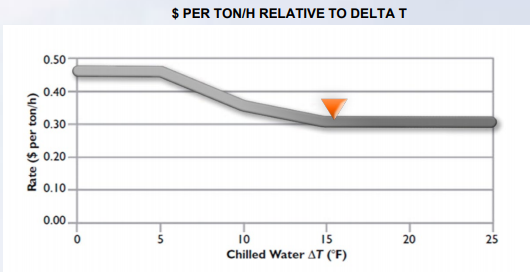 $ PER TON/H RELATIVE TO DELTA T
0.50
0.40
0.30
0.20
0.10
0.00
Rate ($ per ton/h)
0 5 10 15 20 25
Chilled Water ΔT (°F)